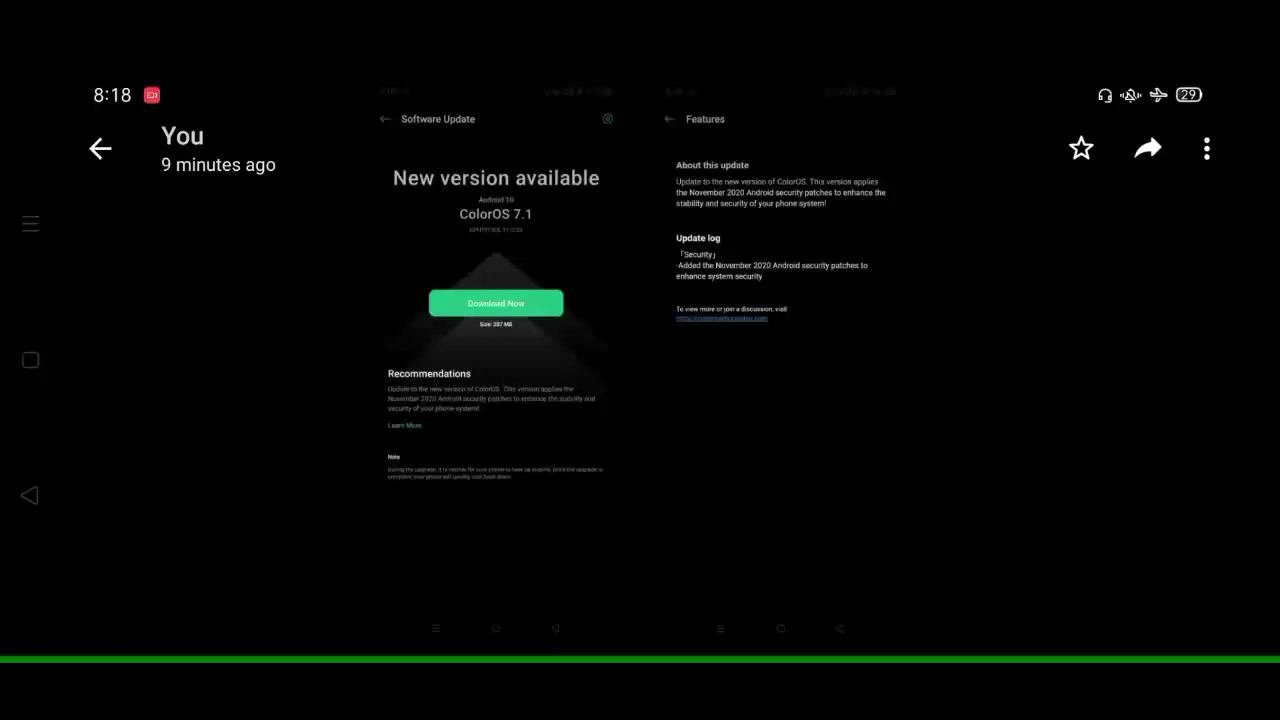 8:18
29
You
9 minutes ago
Software Update
New version available
Android 10
ColorOS 7.1
Download Now
Size: 397 MB
Recommendations
Update to the new version of ColorOS. This version applies the
November 2020 Android security patches to enhance the stability and
security of your phone system!
Learn More
Note
Features
About this update
Update to the new version of ColorOS. This version applies
the November 2020 Android security patches to enhance the
stability and security of your phone system!
Update log
「Security」
·Added the November 2020 Android security patches to
enhance system security
To view more or join a discussion, visit